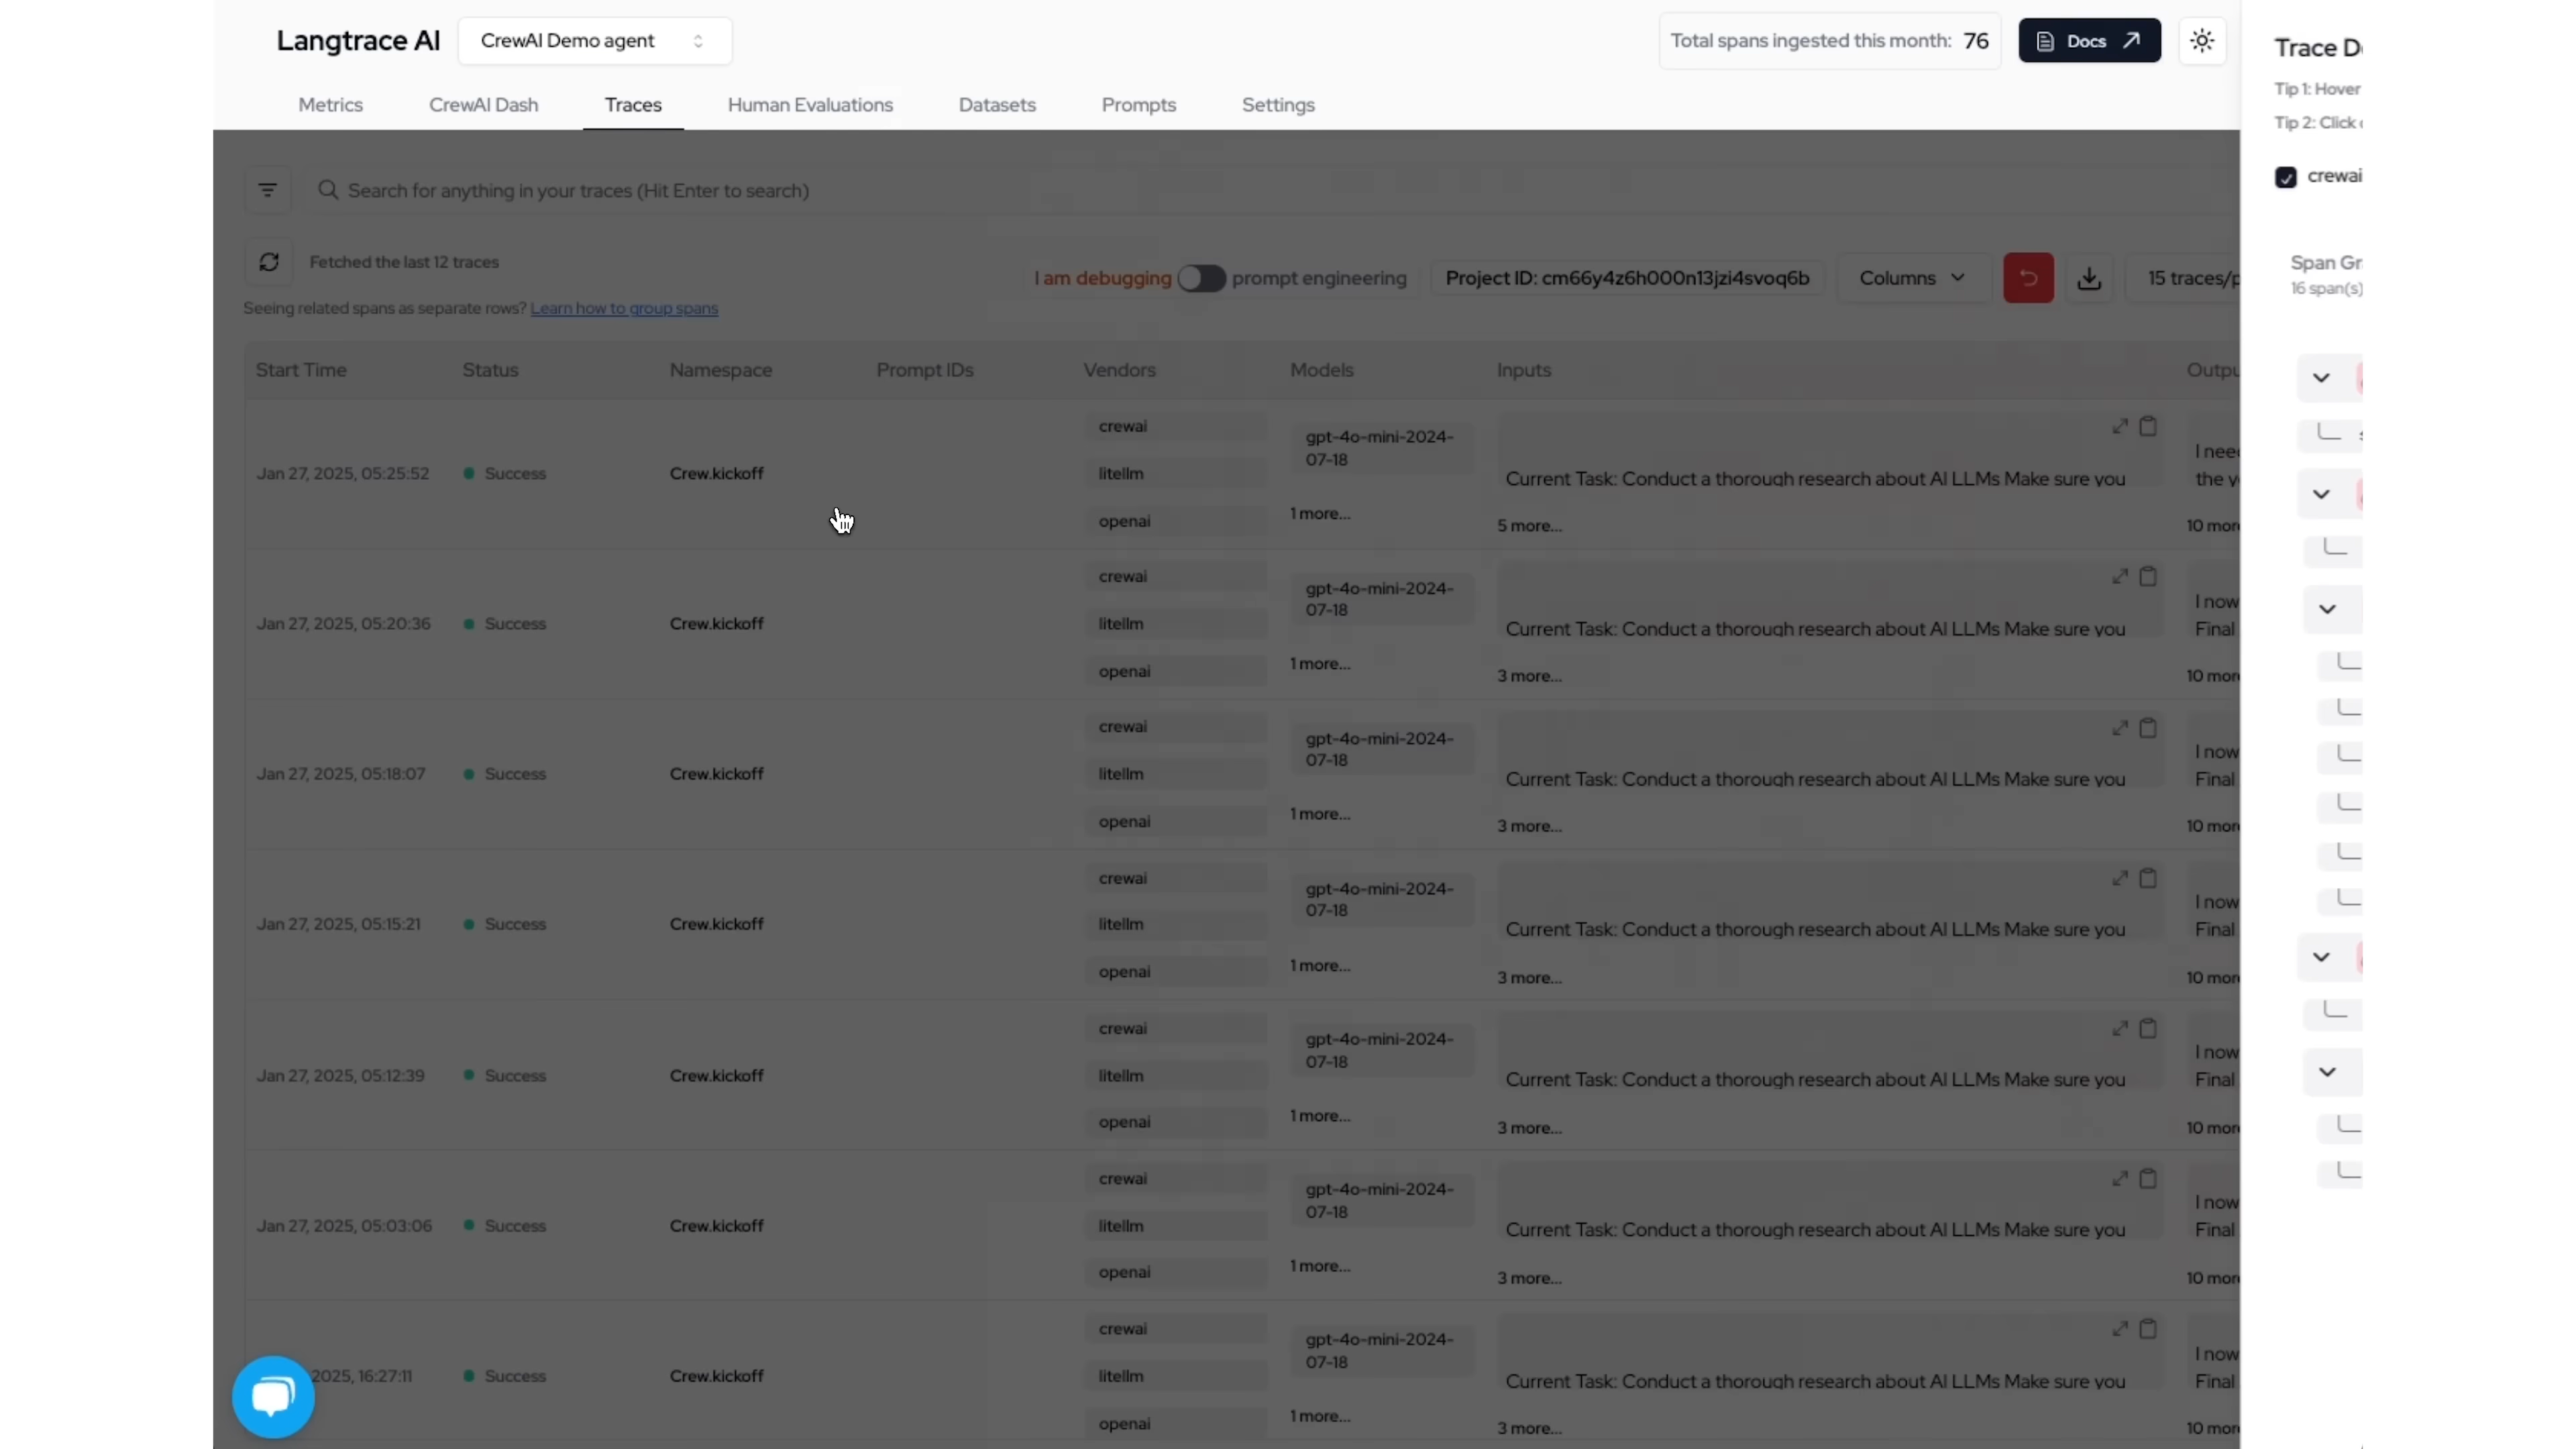 Langtrace AI
CrewAI Demo agent
Total spans ingested this month: 76
Docs
Metrics
CrewAI Dash
Traces
Human Evaluations
Datasets
Prompts
Settings
Search for anything in your traces (Hit Enter to search)
Fetched the last 12 traces
Seeing related spans as separate rows? Learn how to group spans
I am debugging
prompt engineering
Project ID: cm66y4z6h000n13jzi4svoq6b
Columns
15 traces/p
Start Time Status Namespace Prompt IDs Vendors Models Inputs Outpu
Jan 27, 2025, 05:25:52 Success Crew.kickoff
crewai
litellm
openai
gpt-4o-mini-2024-
07-18
1 more...
Current Task: Conduct a thorough research about AI LLMs Make sure you
5 more...
I nee
the y
10 mor
Jan 27, 2025, 05:20:36 Success Crew.kickoff
crewai
litellm
openai
gpt-4o-mini-2024-
07-18
1 more...
Current Task: Conduct a thorough research about AI LLMs Make sure you
3 more...
I now
Final
10 mor
Jan 27, 2025, 05:18:07 Success Crew.kickoff
crewai
litellm
openai
gpt-4o-mini-2024-
07-18
1 more...
Current Task: Conduct a thorough research about AI LLMs Make sure you
3 more...
I now
Final
10 mor
Jan 27, 2025, 05:15:21 Success Crew.kickoff
crewai
litellm
openai
gpt-4o-mini-2024-
07-18
1 more...
Current Task: Conduct a thorough research about AI LLMs Make sure you
3 more...
I now
Final
10 mor
Jan 27, 2025, 05:12:39 Success Crew.kickoff
crewai
litellm
openai
gpt-4o-mini-2024-
07-18
1 more...
Current Task: Conduct a thorough research about AI LLMs Make sure you
3 more...
I now
Final
10 mor
Jan 27, 2025, 05:03:06 Success Crew.kickoff
crewai
litellm
openai
gpt-4o-mini-2024-
07-18
1 more...
Current Task: Conduct a thorough research about AI LLMs Make sure you
3 more...
I now
Final
10 mor
2025, 16:27:11 Success Crew.kickoff
crewai
litellm
openai
gpt-4o-mini-2024-
07-18
1 more...
Current Task: Conduct a thorough research about AI LLMs Make sure you
3 more...
I now
Final
10 mor
Trace D
Tip 1: Hover
Tip 2: Click
crewai
Span Gr
16 span(s)